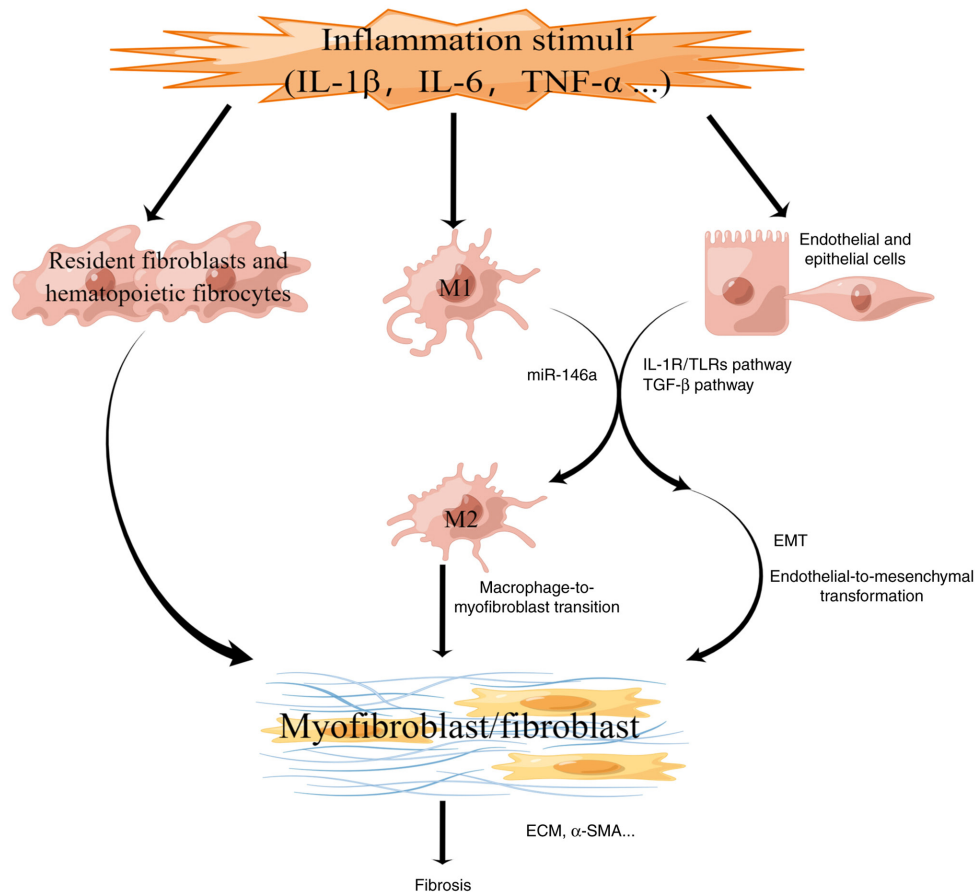 Inflammation stimuli
(IL-1β, IL-6, TNF-α ...)
Resident fibroblasts and
hematopoietic fibrocytes
M1
Endothelial and
epithelial cells
miR-146a
IL-1R/TLRs pathway
TGF-β pathway
M2
EMT
Endothelial-to-mesenchymal
transformation
Macrophage-to-
myofibroblast transition
Myofibroblast/fibroblast
ECM, α-SMA...
Fibrosis